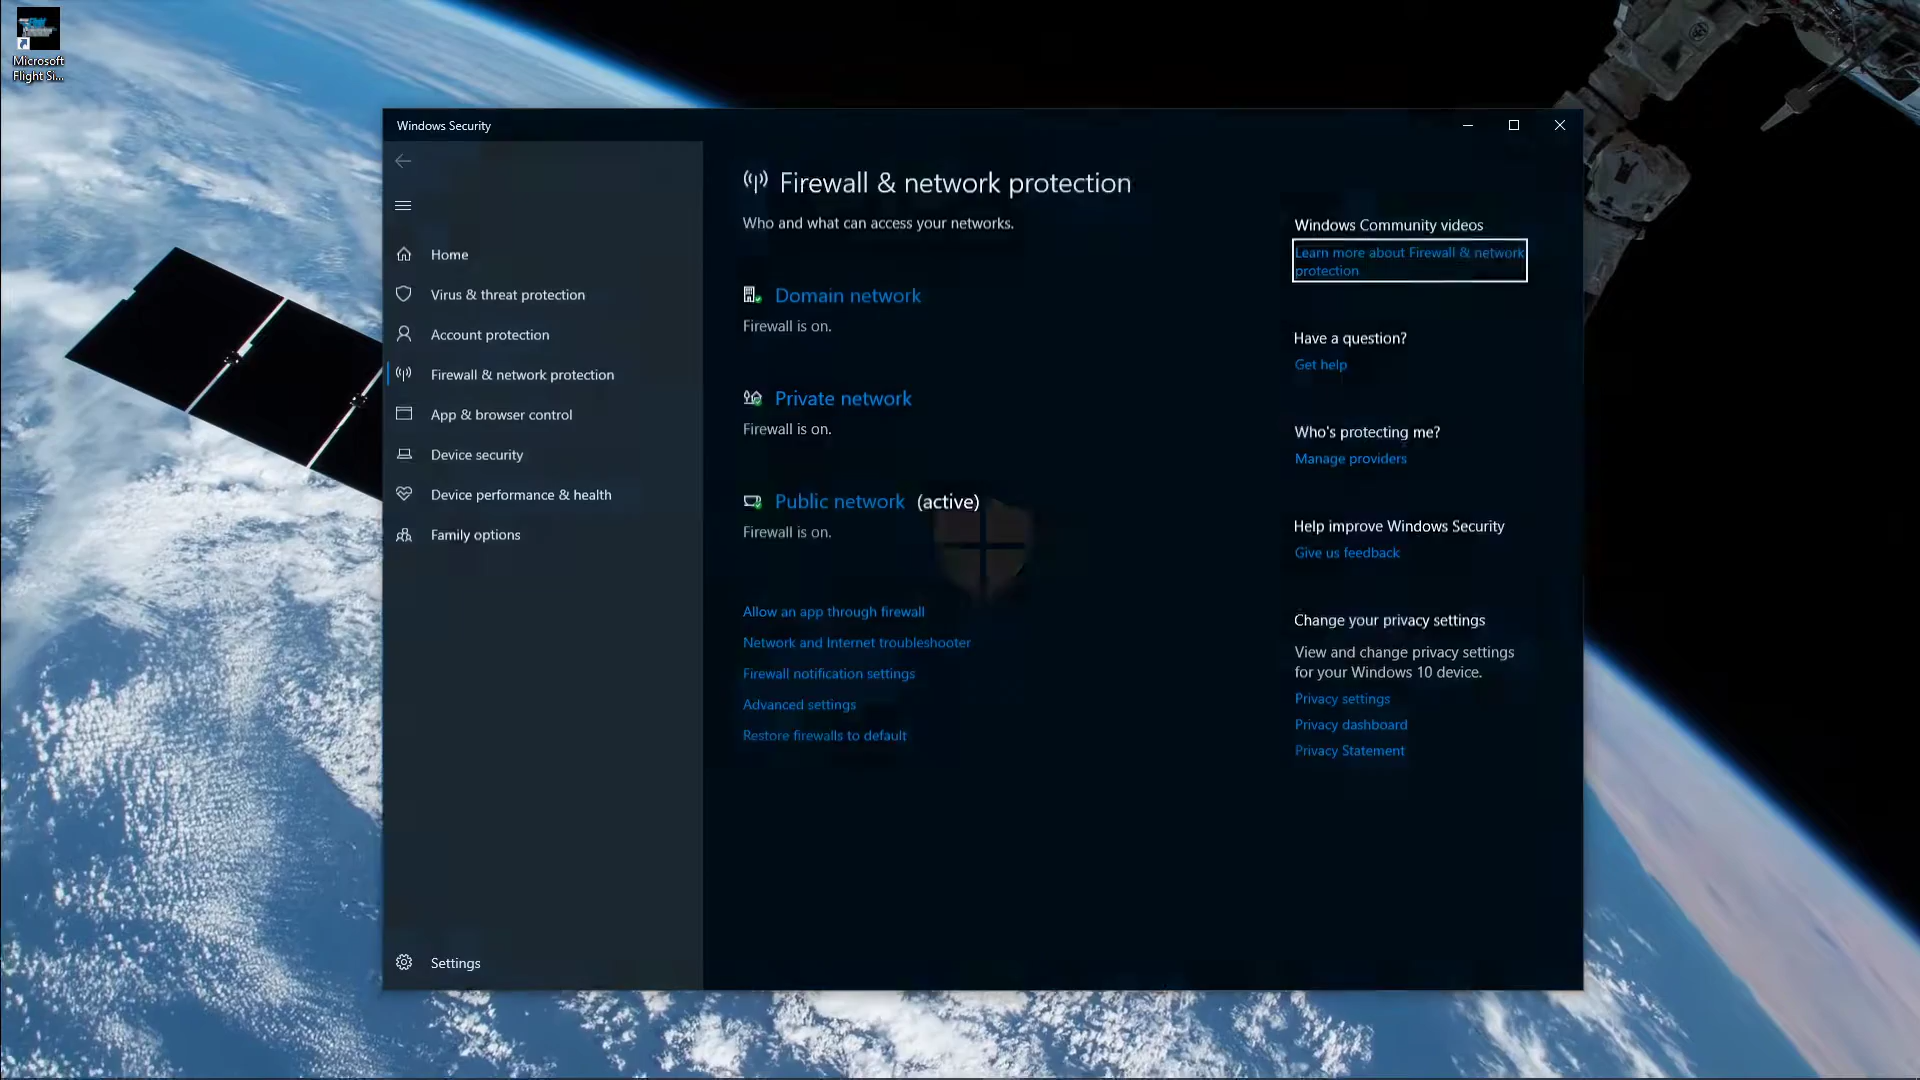 Microsoft
Flight Si...
Windows Security
Home
Virus & threat protection
Account protection
Firewall & network protection
App & browser control
Device security
Device performance & health
Family options
Settings
Firewall & network protection
Who and what can access your networks.
Domain network
Firewall is on.
Private network
Firewall is on.
Public network (active)
Firewall is on.
Allow an app through firewall
Network and Internet troubleshooter
Firewall notification settings
Advanced settings
Restore firewalls to default
Windows Community videos
Learn more about Firewall & network
protection
Have a question?
Get help
Who's protecting me?
Manage providers
Help improve Windows Security
Give us feedback
Change your privacy settings
View and change privacy settings
for your Windows 10 device.
Privacy settings
Privacy dashboard
Privacy Statement